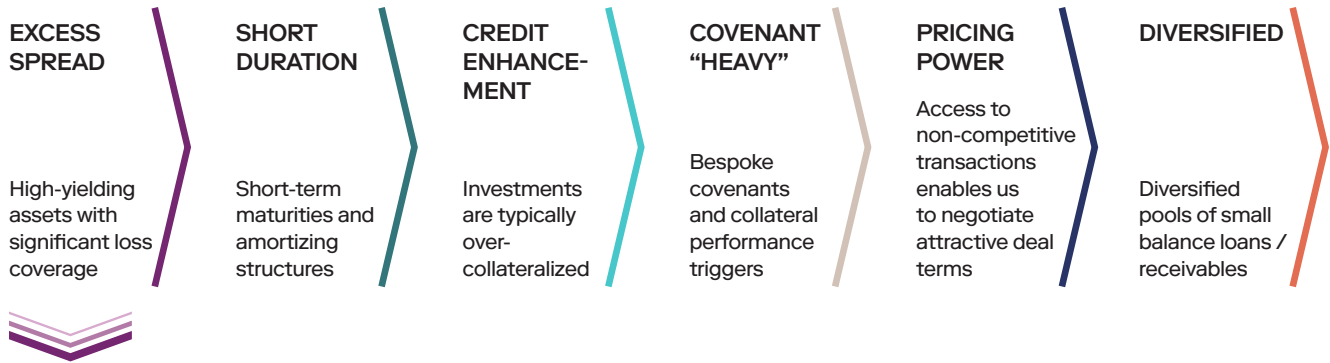 EXCESS
SPREAD
High-yielding
assets with
significant loss
coverage
SHORT
DURATION
Short-term
maturities and
amortizing
structures
CREDIT
ENHANCE-
MENT
Investments
are typically
over-
collateralized
COVENANT
“HEAVY”
Bespoke
covenants
and collateral
performance
triggers
PRICING
POWER
Access to
non-competitive
transactions
enables us
to negotiate
attractive deal
terms
DIVERSIFIED
Diversified
pools of small
balance loans /
receivables